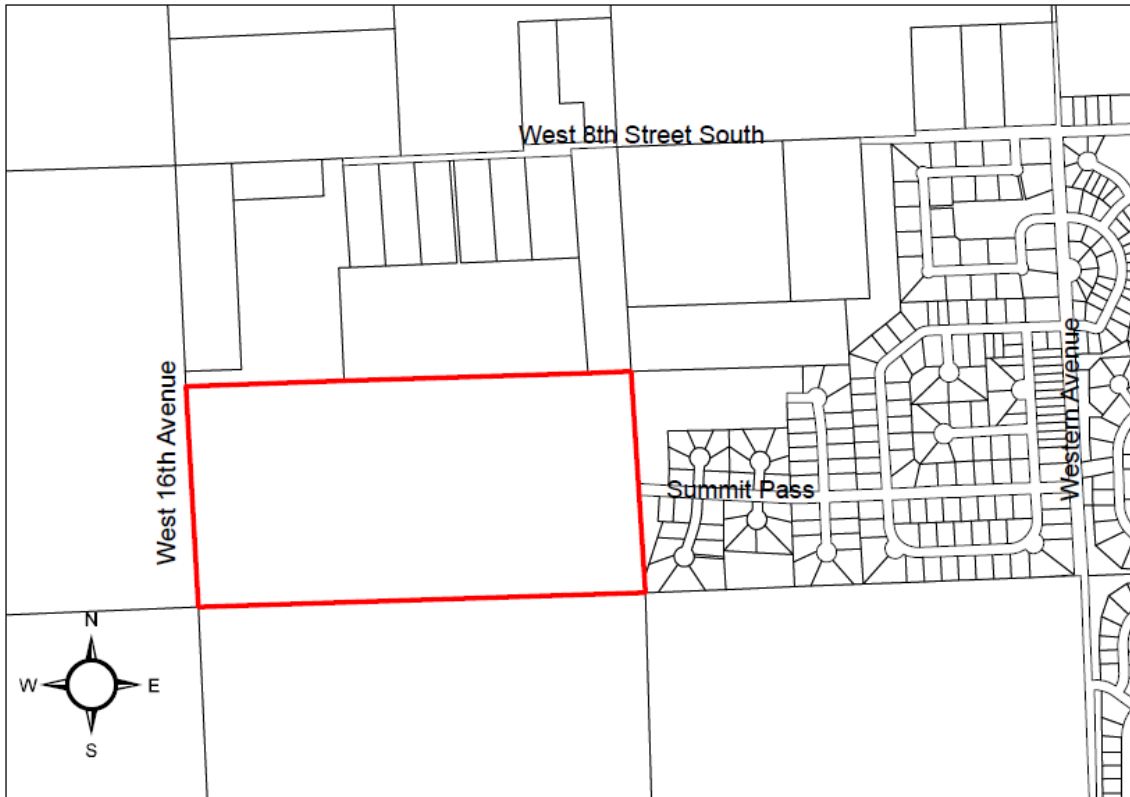 West 8th Street South
West 16th Avenue
Western Avenue
Summit Pass
N
W E
S